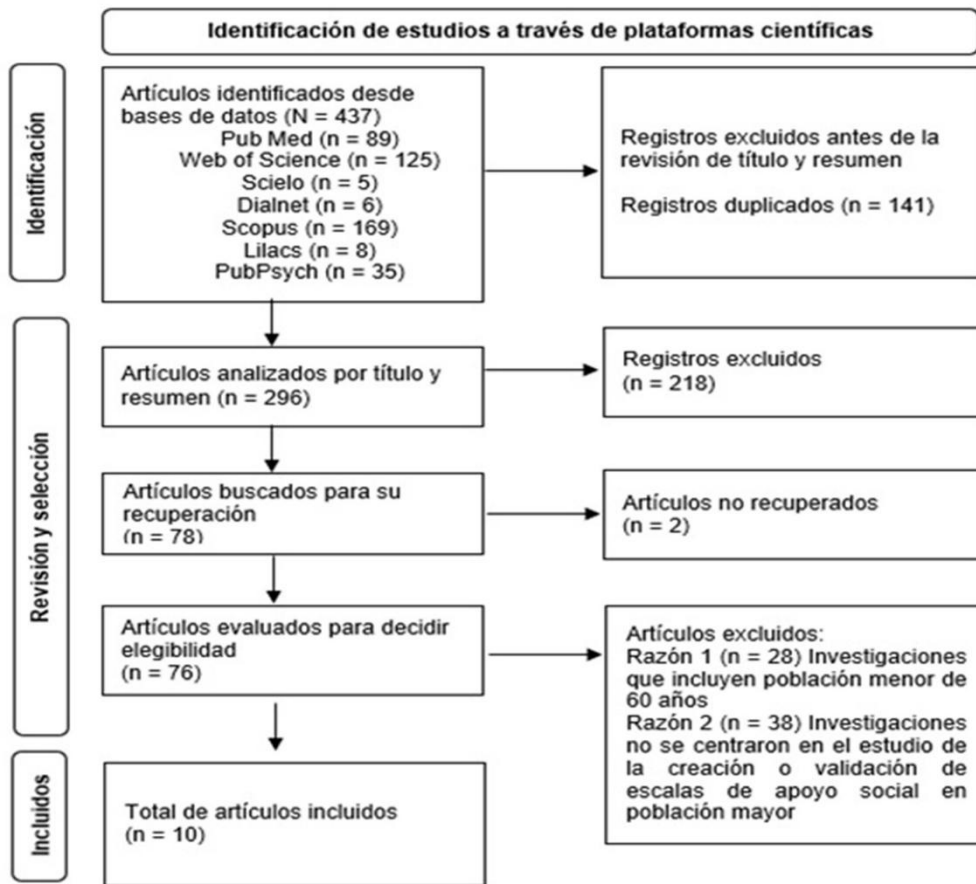 Identificación de estudios a través de plataformas científicas
Identificación
Artículos identificados desde
bases de datos (N = 437)
Pub Med (n = 89)
Web of Science (n = 125)
Scielo (n = 5)
Dialnet (n = 6)
Scopus (n = 169)
Lilacs (n = 8)
PubPsych (n = 35)
Registros excluidos antes de la
revisión de título y resumen
Registros duplicados (n = 141)
Revisión y selección
Artículos analizados por título y
resumen (n = 296)
Registros excluidos
(n = 218)
Artículos buscados para su
recuperación
(n = 78)
Artículos no recuperados
(n = 2)
Artículos evaluados para decidir
elegibilidad
(n = 76)
Artículos excluidos:
Razón 1 (n = 28) Investigaciones
que incluyen población menor de
60 años
Razón 2 (n = 38) Investigaciones
no se centraron en el estudio de
la creación o validación de
escalas de apoyo social en
población mayor
Incluidos
Total de artículos incluidos
(n = 10)